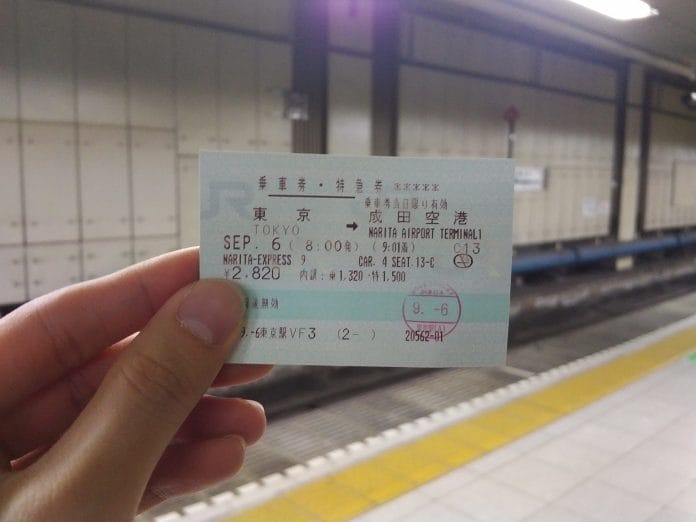 JR
乗車券・特急券 ＊＊＊＊＊
乗車券当日限り有効
東京 → 成田空港
TOKYO NARITA AIRPORT TERMINAL1
SEP. 6 ( 8:00発) ( 9:01着) C13
NARITA-EXPRESS 9 CAR. 4 SEAT.13-C
¥2,820 内訳:乗1,320・特1,500
無効
9.-6
.-6東京駅VF3 (2- ) 20562-01